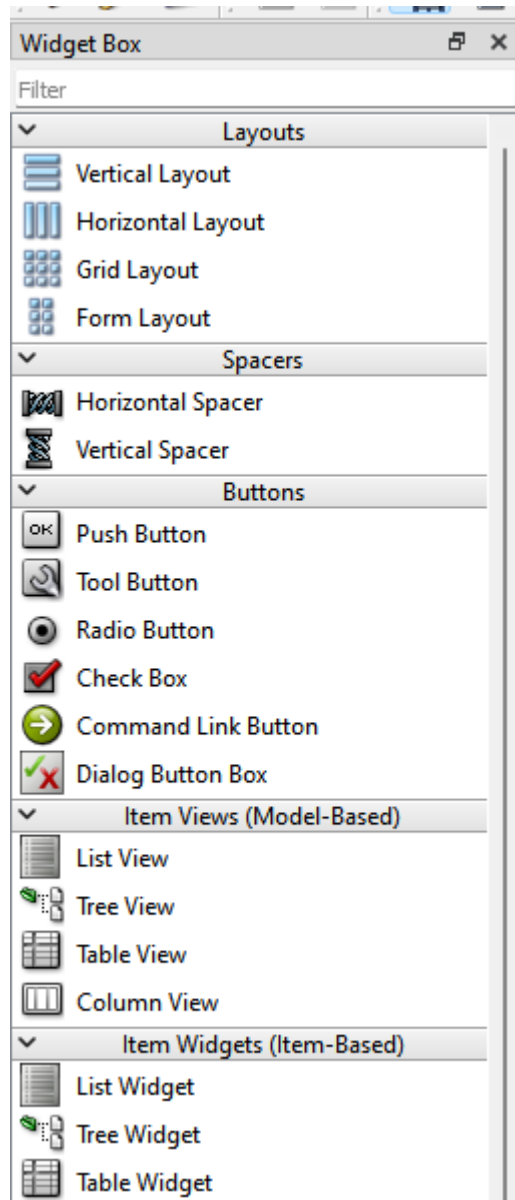 Widget Box
Filter
Layouts
Vertical Layout
Horizontal Layout
Grid Layout
Form Layout
Spacers
Horizontal Spacer
Vertical Spacer
Buttons
OK Push Button
Tool Button
Radio Button
Check Box
Command Link Button
Dialog Button Box
Item Views (Model-Based)
List View
Tree View
Table View
Column View
Item Widgets (Item-Based)
List Widget
Tree Widget
Table Widget